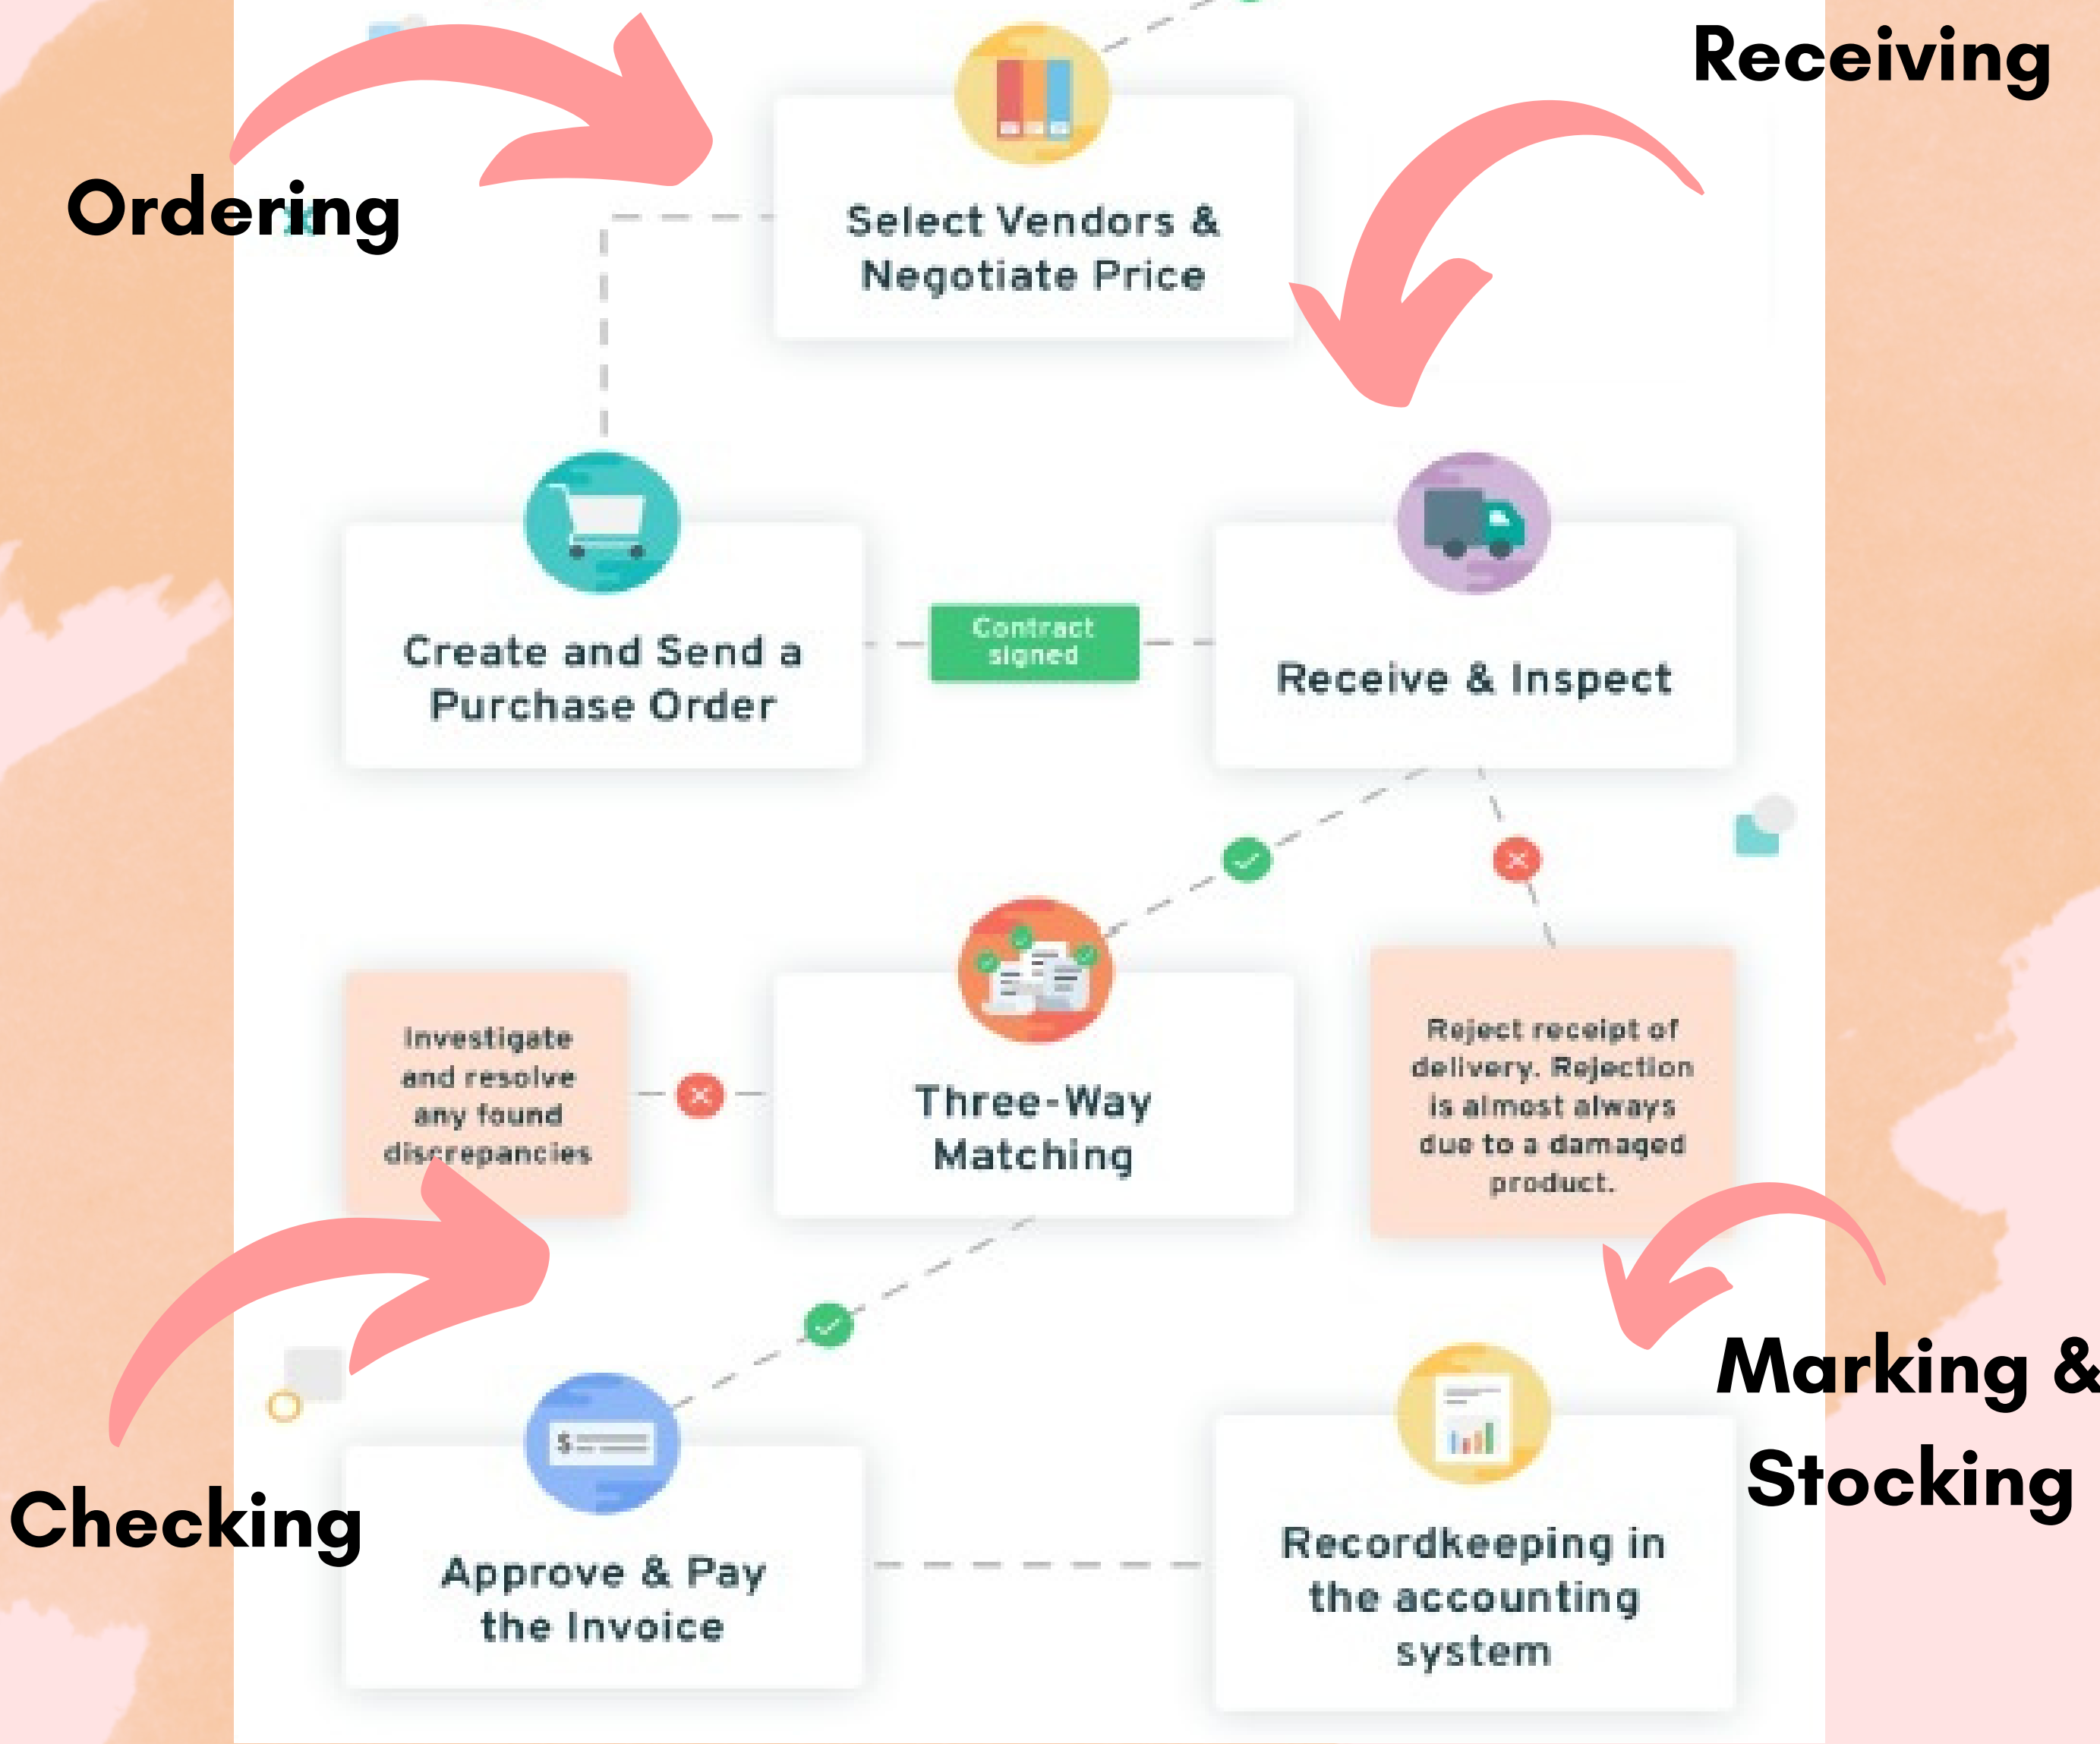 Receiving
Ordering
Select Vendors &
Negotiate Price
Create and Send a
Purchase Order
Contract
signed
Receive & Inspect
Investigate
and resolve
any found
discrepancies
Three-Way
Matching
Reject receipt of
delivery. Rejection
is almost always
due to a damaged
product.
Checking
Marking &
Stocking
$
Approve & Pay
the Invoice
Recordkeeping in
the accounting
system